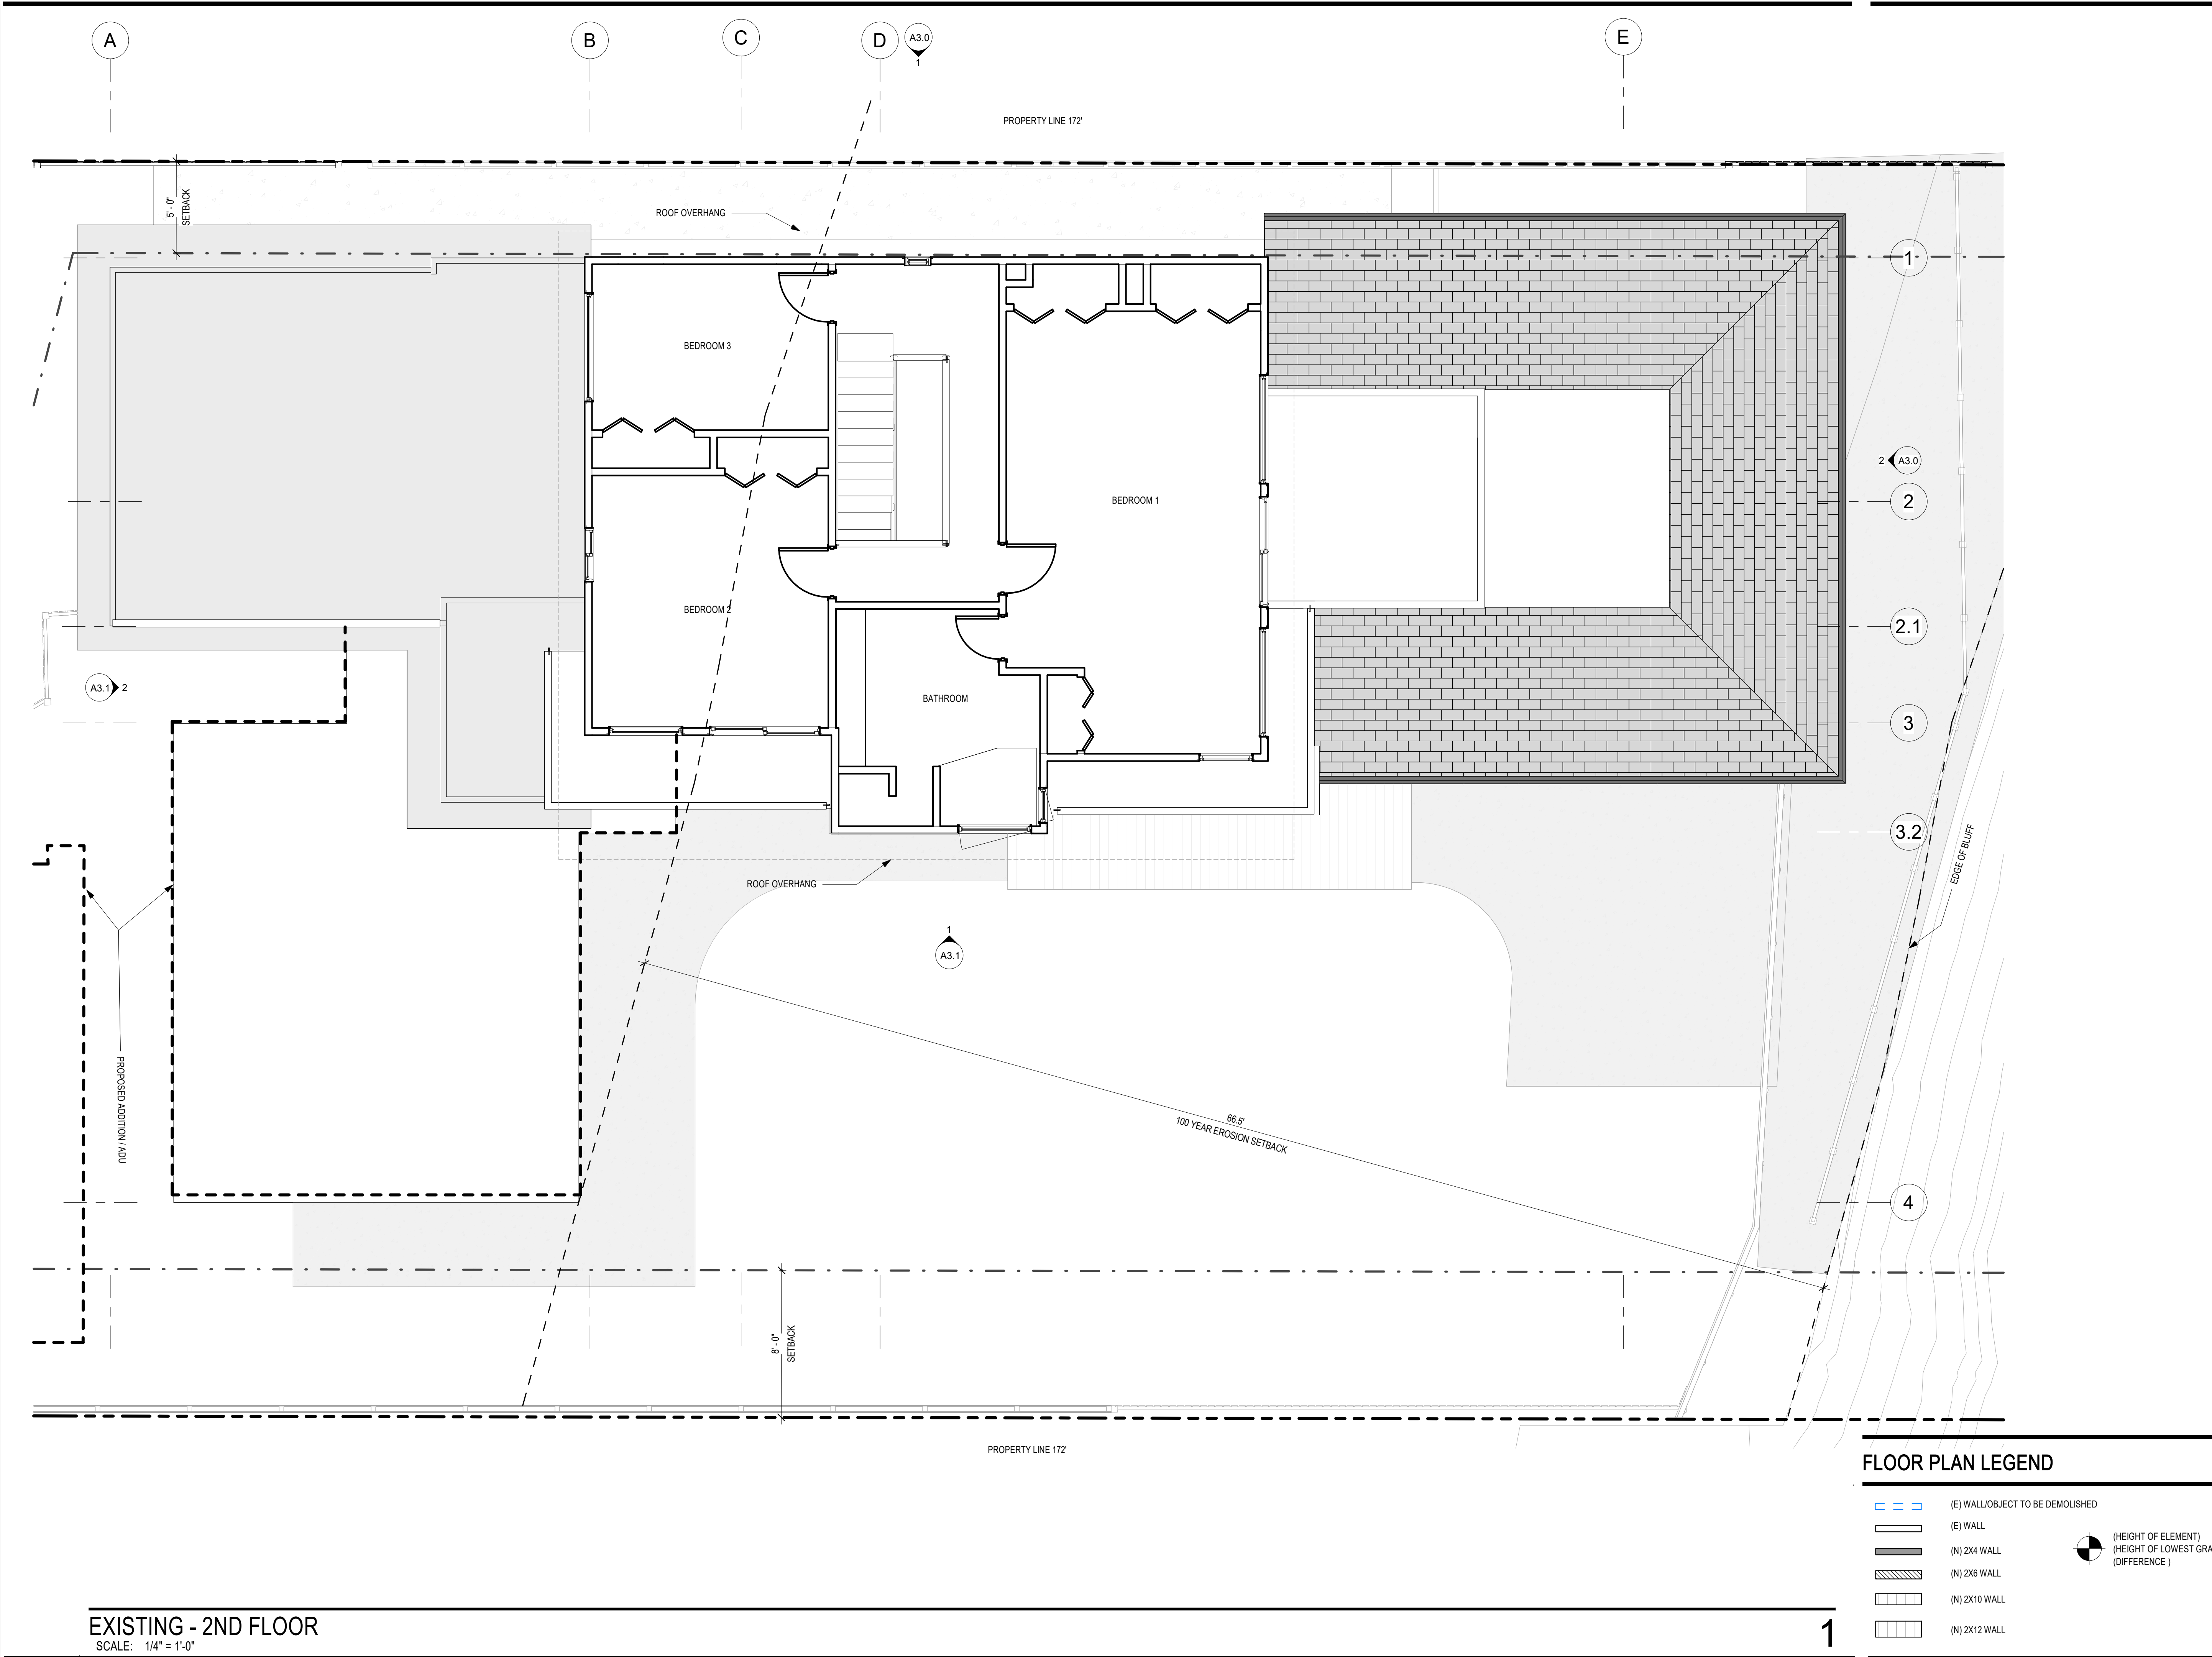 A
B
C
D
A3.0
1
E
PROPERTY LINE 172'
5' - 0"
SETBACK
ROOF OVERHANG
1
BEDROOM 3
2
A3.0
BEDROOM 1
2
BEDROOM 2
2.1
A3.1
2
BATHROOM
3
3.2
EDGE OF BLUFF
ROOF OVERHANG
1
A3.1
PROPOSED ADDITION / ADU
66.5'
100 YEAR EROSION SETBACK
4
8' - 0"
SETBACK
PROPERTY LINE 172'
FLOOR PLAN LEGEND
(E) WALL/OBJECT TO BE DEMOLISHED
(E) WALL
(N) 2X4 WALL
(N) 2X6 WALL
(N) 2X10 WALL
(N) 2X12 WALL
(HEIGHT OF ELEMENT)
(HEIGHT OF LOWEST GRA
(DIFFERENCE )
EXISTING - 2ND FLOOR
SCALE: 1/4" = 1'-0"
1